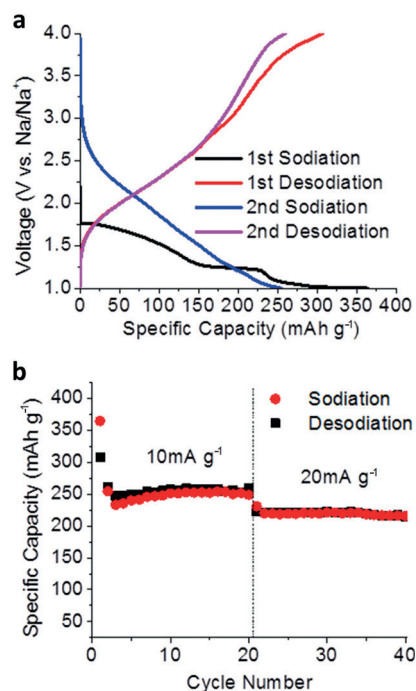 a
4.0
3.5
3.0
2.5
2.0
1.5
1.0
Voltage (V vs. Na/Na⁺)
1st Sodiation
1st Desodiation
2nd Sodiation
2nd Desodiation
0 50 100 150 200 250 300 350 400
Specific Capacity (mAh g⁻¹)
b
400
350
300
250
200
150
100
50
Specific Capacity (mAh g⁻¹)
Sodiation
Desodiation
10mA g⁻¹
20mA g⁻¹
0 10 20 30 40
Cycle Number